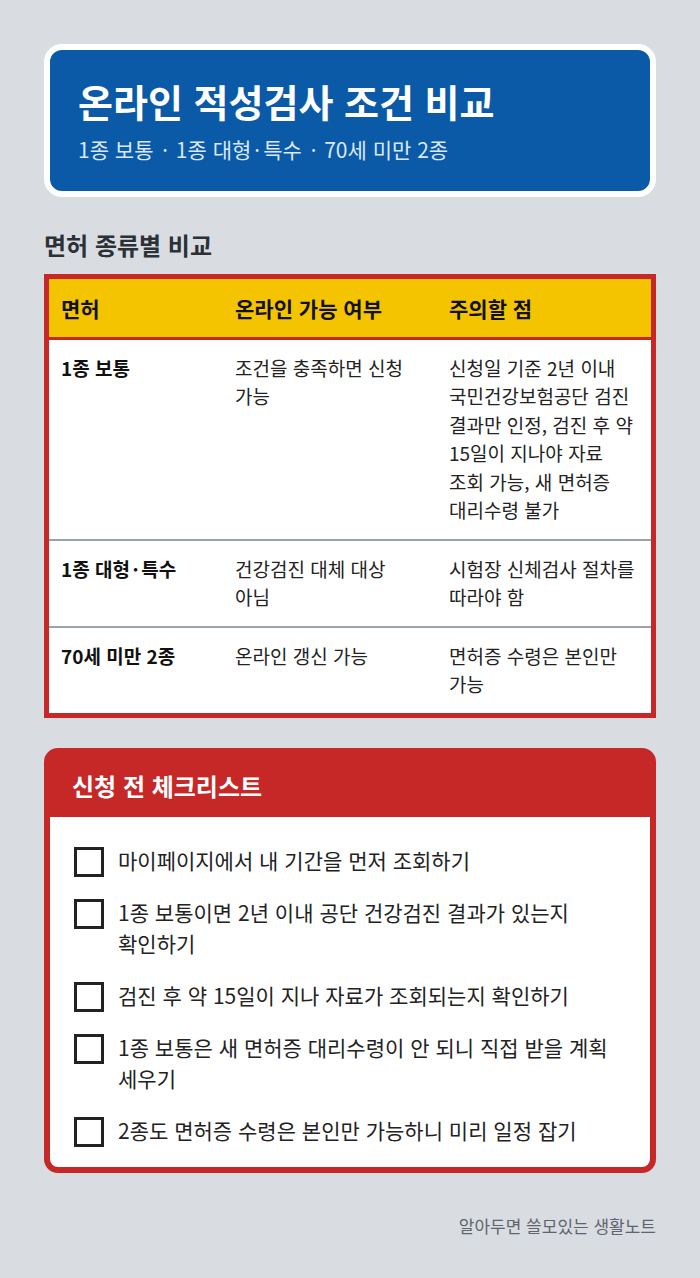 온라인 적성검사 조건 비교
1종 보통 · 1종 대형·특수 · 70세 미만 2종
면허 종류별 비교
면허 온라인 가능 여부 주의할 점
1종 보통
조건을 충족하면 신청
가능
신청일 기준 2년 이내
국민건강보험공단 검진
결과만 인정, 검진 후 약
15일이 지나야 자료
조회 가능, 새 면허증
대리수령 불가
1종 대형·특수
건강검진 대체 대상
아님
시험장 신체검사 절차를
따라야 함
70세 미만 2종
온라인 갱신 가능
면허증 수령은 본인만
가능
신청 전 체크리스트
마이페이지에서 내 기간을 먼저 조회하기
1종 보통이면 2년 이내 공단 건강검진 결과가 있는지
확인하기
검진 후 약 15일이 지나 자료가 조회되는지 확인하기
1종 보통은 새 면허증 대리수령이 안 되니 직접 받을 계획
세우기
2종도 면허증 수령은 본인만 가능하니 미리 일정 잡기
알아두면 쓸모있는 생활노트